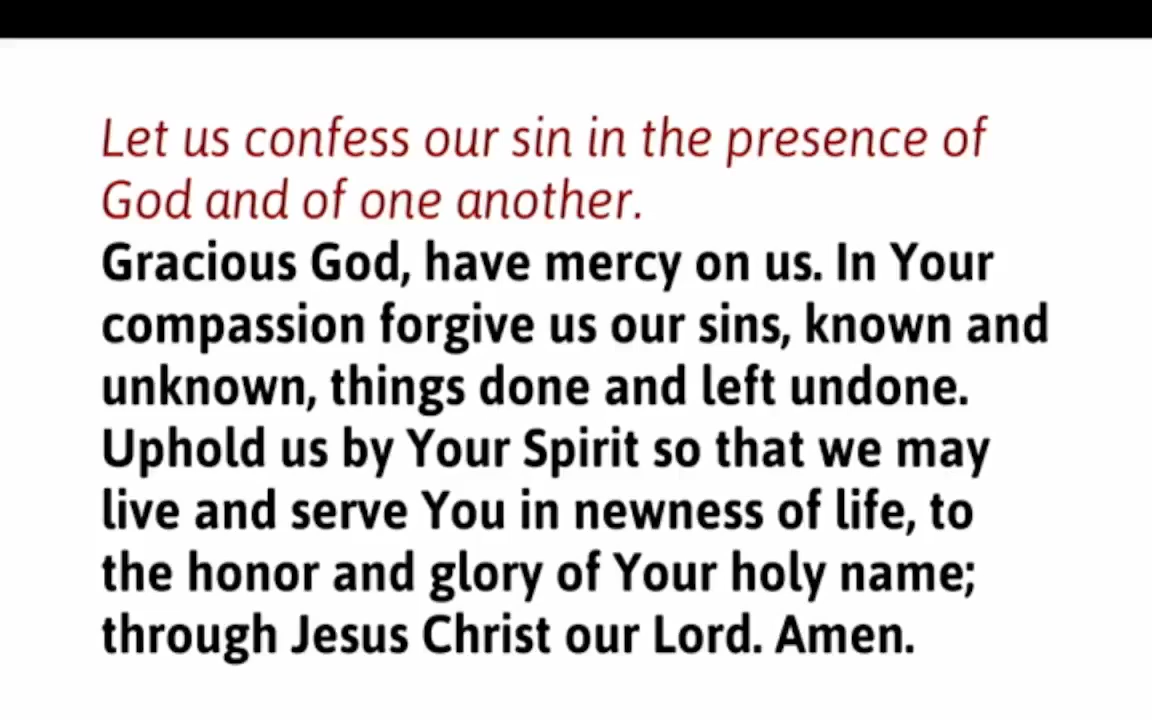 Let us confess our sin in the presence of
God and of one another.
Gracious God, have mercy on us. In Your
compassion forgive us our sins, known and
unknown, things done and left undone.
Uphold us by Your Spirit so that we may
live and serve You in newness of life, to
the honor and glory of Your holy name;
through Jesus Christ our Lord. Amen.